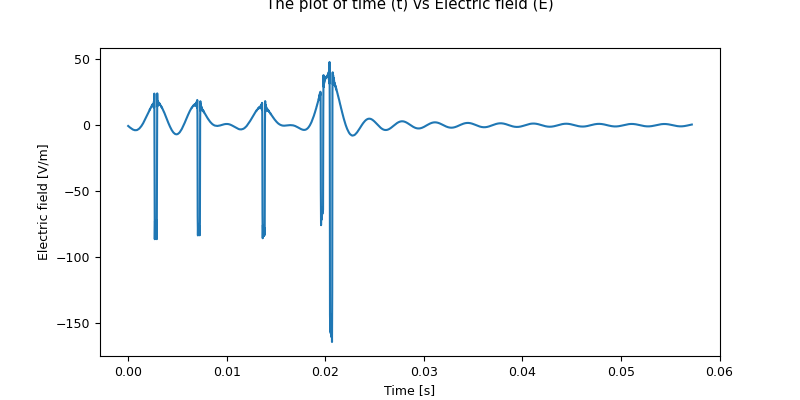 The plot of time (t) vs Electric field (E)
50
0
−50
−100
−150
Electric field [V/m]
0.00 0.01 0.02 0.03 0.04 0.05 0.06
Time [s]